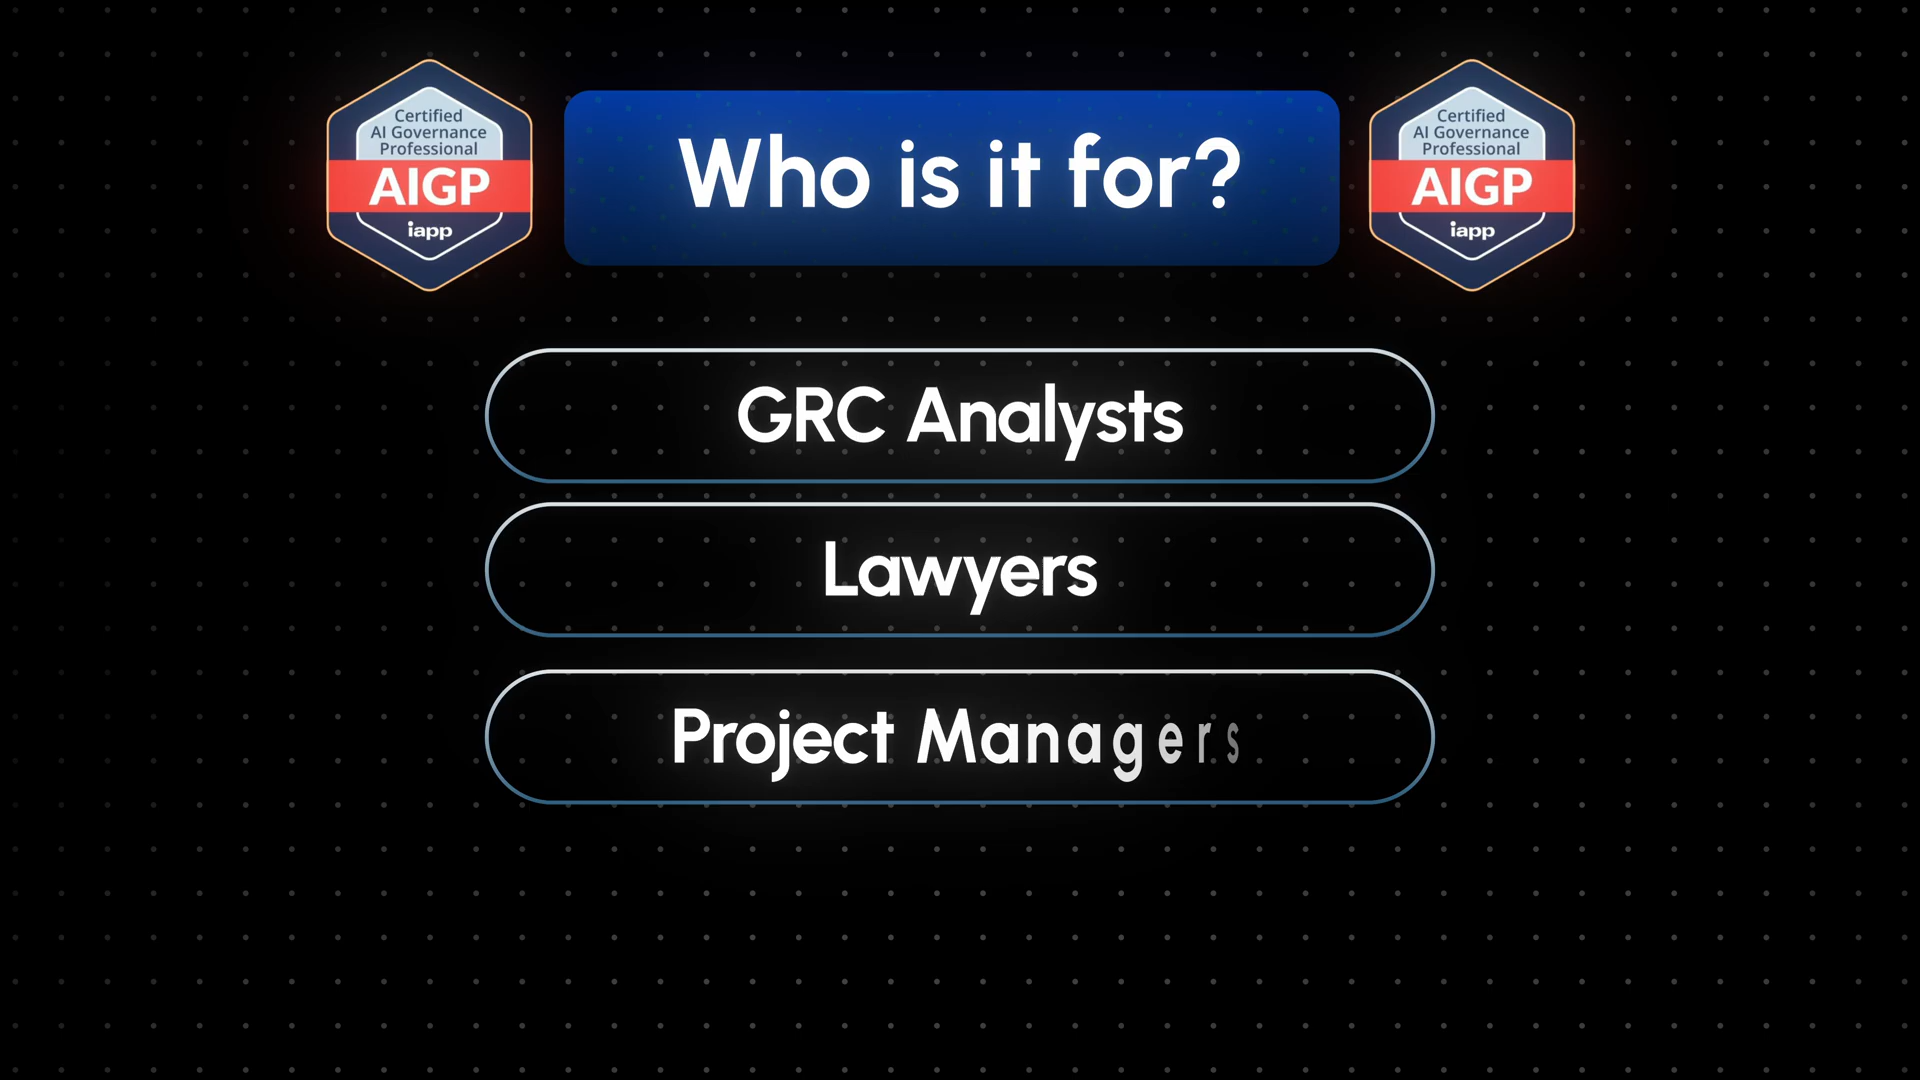 Certified
AI Governance
Professional
AIGP
iapp
Who is it for?
Certified
AI Governance
Professional
AIGP
iapp
GRC Analysts
Lawyers
Project Managers